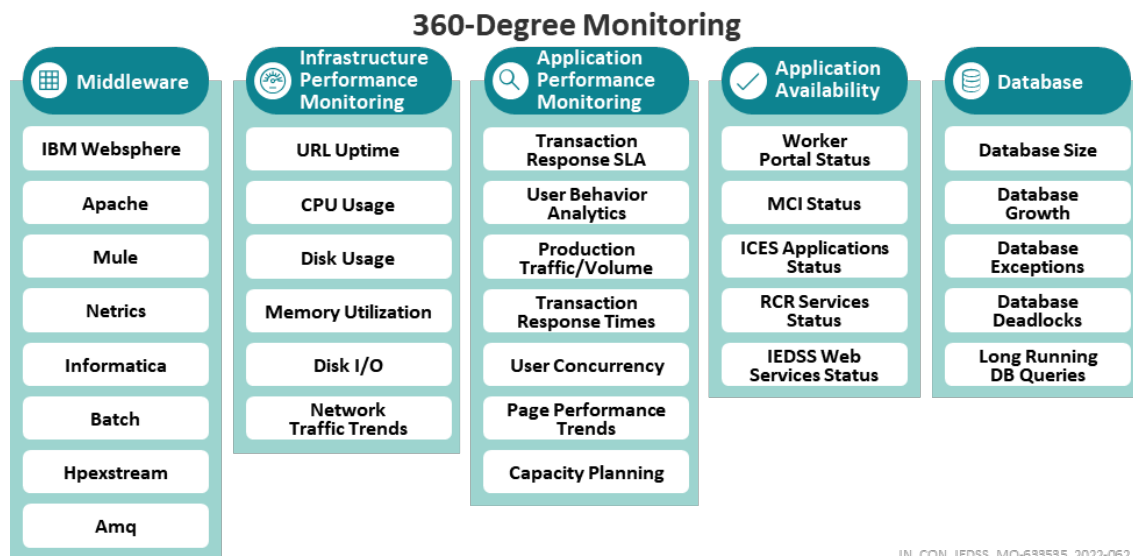 360-Degree Monitoring
Middleware
IBM Websphere
Apache
Mule
Netrics
Informatica
Batch
Hpexstream
Amq
Infrastructure
Performance
Monitoring
URL Uptime
CPU Usage
Disk Usage
Memory Utilization
Disk I/O
Network
Traffic Trends
Application
Performance
Monitoring
Transaction
Response SLA
User Behavior
Analytics
Production
Traffic/Volume
Transaction
Response Times
User Concurrency
Page Performance
Trends
Capacity Planning
Application
Availability
Worker
Portal Status
MCI Status
ICES Applications
Status
RCR Services
Status
IEDSS Web
Services Status
Database
Database Size
Database
Growth
Database
Exceptions
Database
Deadlocks
Long Running
DB Queries